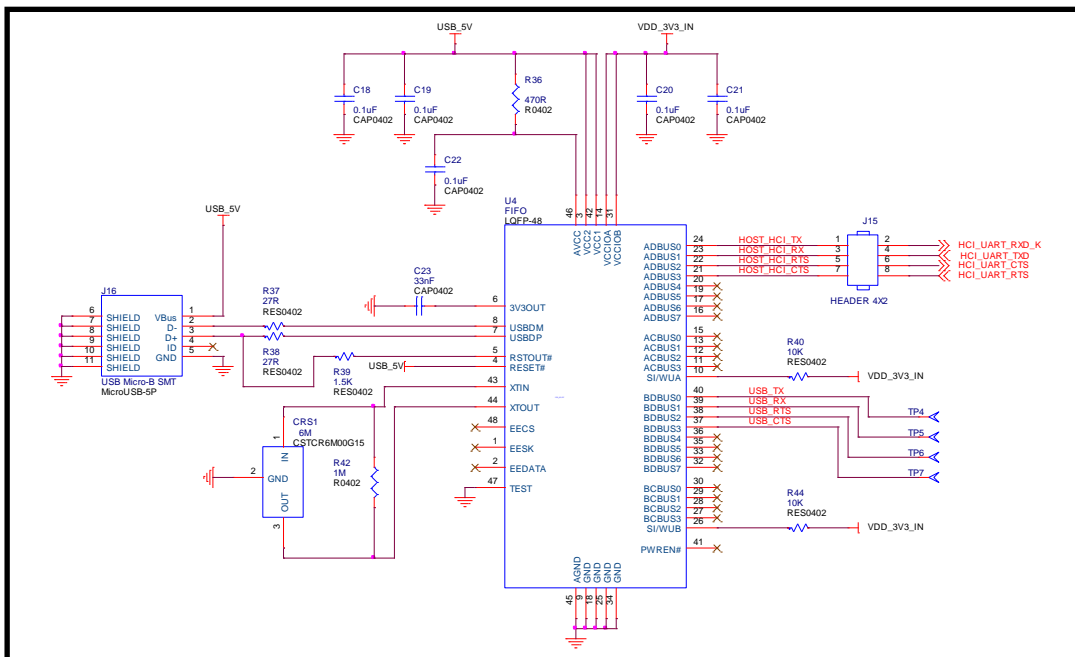 USB_5V
VDD_3V3_IN
C18
0.1uF
CAP0402
C19
0.1uF
CAP0402
R36
470R
R0402
C20
0.1uF
CAP0402
C21
0.1uF
CAP0402
C22
0.1uF
CAP0402
U4
FIFO
LQFP-48
46
3
42
14
31
AVCC
VCC2
VCC1
VCCIOA
VCCIOB
USB_5V
J16
6 SHIELD VBus 1
7 SHIELD D- 2
8 SHIELD D+ 3
9 SHIELD ID 4
10 SHIELD GND 5
11 SHIELD
USB Micro-B SMT
MicroUSB-5P
R37
27R
RES0402
R38
27R
RES0402
R39
1.5K
RES0402
USB_5V
C23
33nF
CAP0402
6 3V3OUT
8 USBDM
7 USBDP
5 RSTOUT#
4 RESET#
43 XTIN
44 XTOUT
48 EECS
1 EESK
2 EEDATA
47 TEST
CRS1
6M
CSTCR6M00G15
1 IN
2 GND
OUT 3
R42
1M
R0402
ADBUS0 24 HOST_HCI_TX
ADBUS1 23 HOST_HCI_RX
ADBUS2 22 HOST_HCI_RTS
ADBUS3 21 HOST_HCI_CTS
ADBUS4 20
ADBUS5 19
ADBUS6 17
ADBUS7 16
J15
1 2 HCI_UART_RXD_K
3 4 HCI_UART_TXD
5 6 HCI_UART_CTS
7 8 HCI_UART_RTS
HEADER 4X2
ACBUS0 15
ACBUS1 13
ACBUS2 12
ACBUS3 11
SI/WUA 10
R40
10K
RES0402
VDD_3V3_IN
BDBUS0 40 USB_TX
BDBUS1 39 USB_RX
BDBUS2 38 USB_RTS
BDBUS3 37 USB_CTS
BDBUS4 36
BDBUS5 35
BDBUS6 33
BDBUS7 32
TP4
TP5
TP6
TP7
BCBUS0 30
BCBUS1 29
BCBUS2 28
BCBUS3 27
SI/WUB 26
R44
10K
RES0402
VDD_3V3_IN
PWREN# 41
AGND
GND
GND
GND
GND
45
9
18
25
34